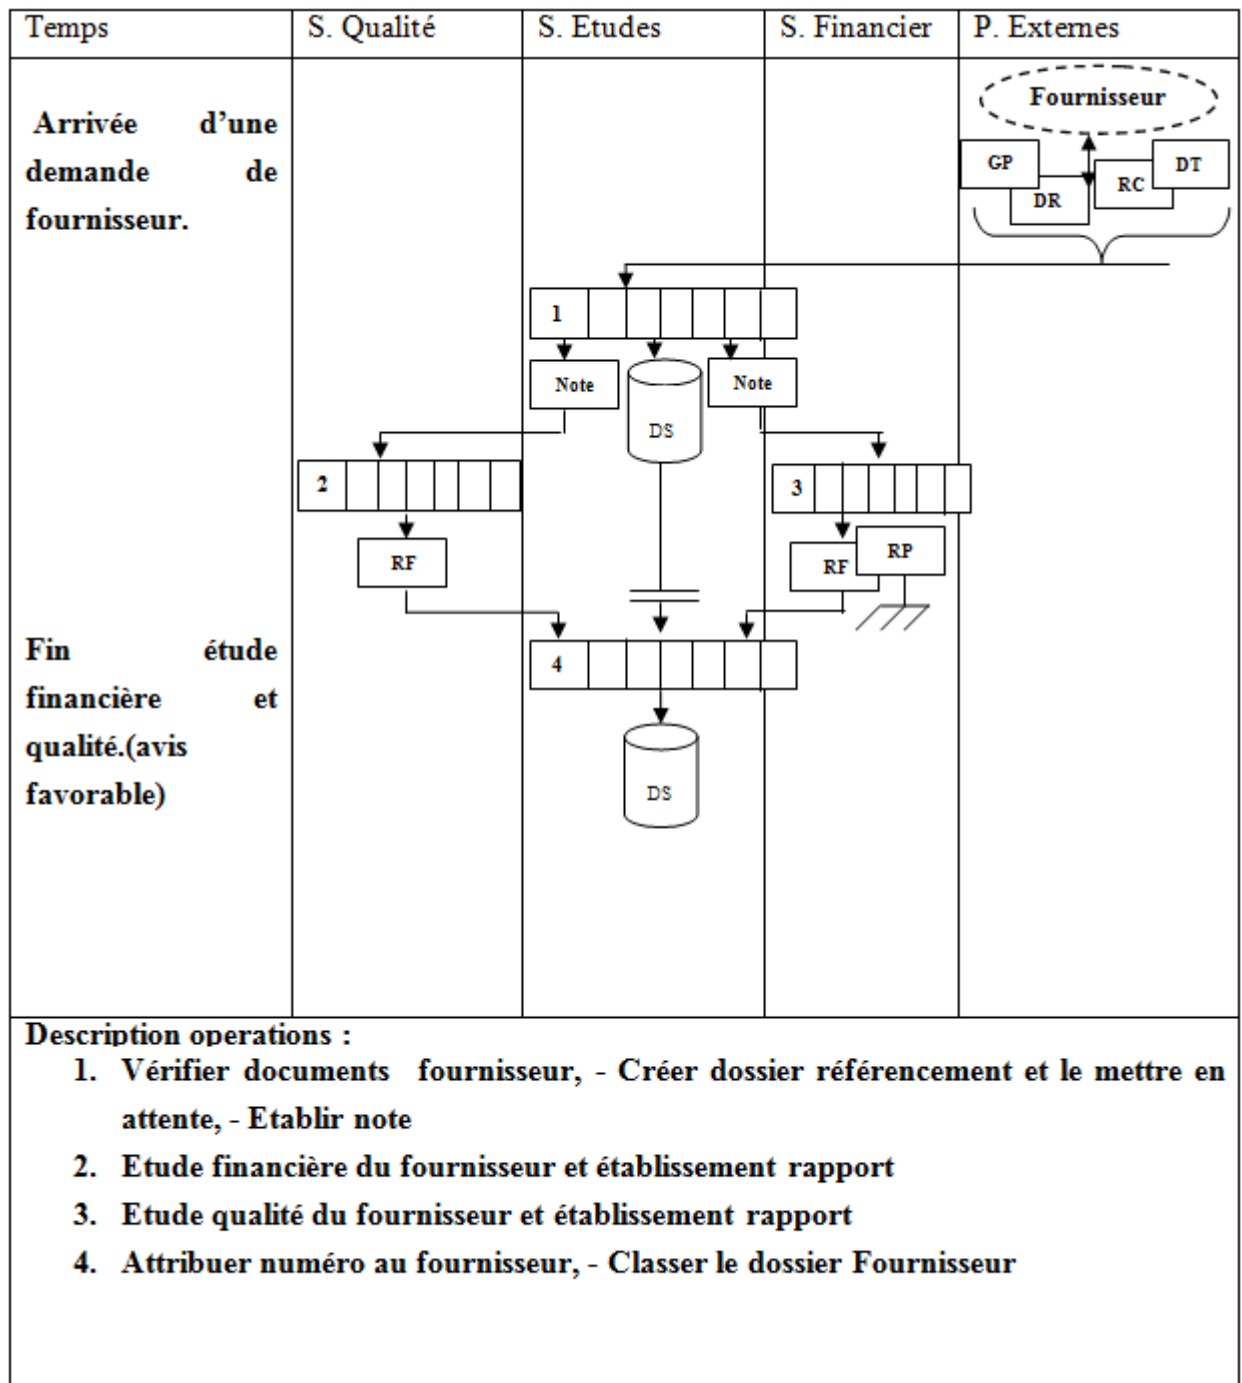 Temps S. Qualité S. Etudes S. Financier P. Externes
Fournisseur
Arrivée d’une
demande de
fournisseur.
GP DR RC DT
1
Note DS Note
2 3
RF RF RP
Fin étude
financière et
qualité.(avis
favorable)
4
DS
Description operations :
1. Vérifier documents fournisseur, - Créer dossier référencement et le mettre en
attente, - Etablir note
2. Etude financière du fournisseur et établissement rapport
3. Etude qualité du fournisseur et établissement rapport
4. Attribuer numéro au fournisseur, - Classer le dossier Fournisseur